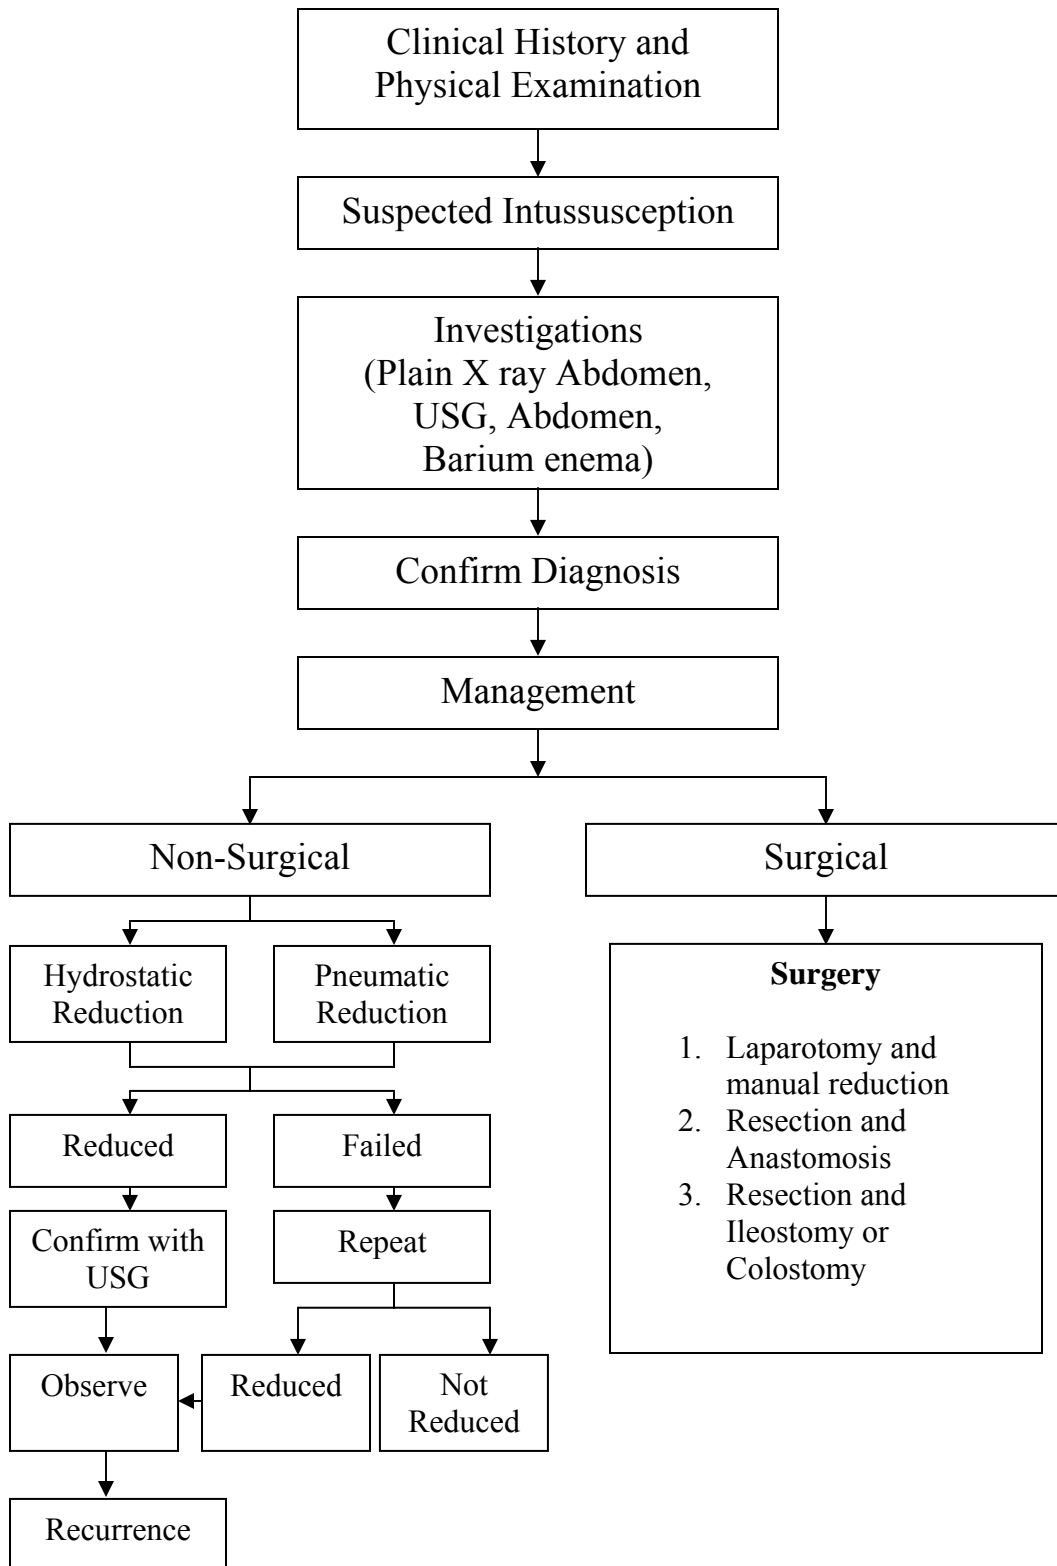 Clinical History and
Physical Examination
Suspected Intussusception
Investigations
(Plain X ray Abdomen,
USG, Abdomen,
Barium enema)
Confirm Diagnosis
Management
Non-Surgical
Surgical
Hydrostatic
Reduction
Pneumatic
Reduction
Surgery
1. Laparotomy and
manual reduction
2. Resection and
Anastomosis
3. Resection and
Ileostomy or
Colostomy
Reduced
Failed
Confirm with
USG
Repeat
Observe
Reduced
Not
Reduced
Recurrence